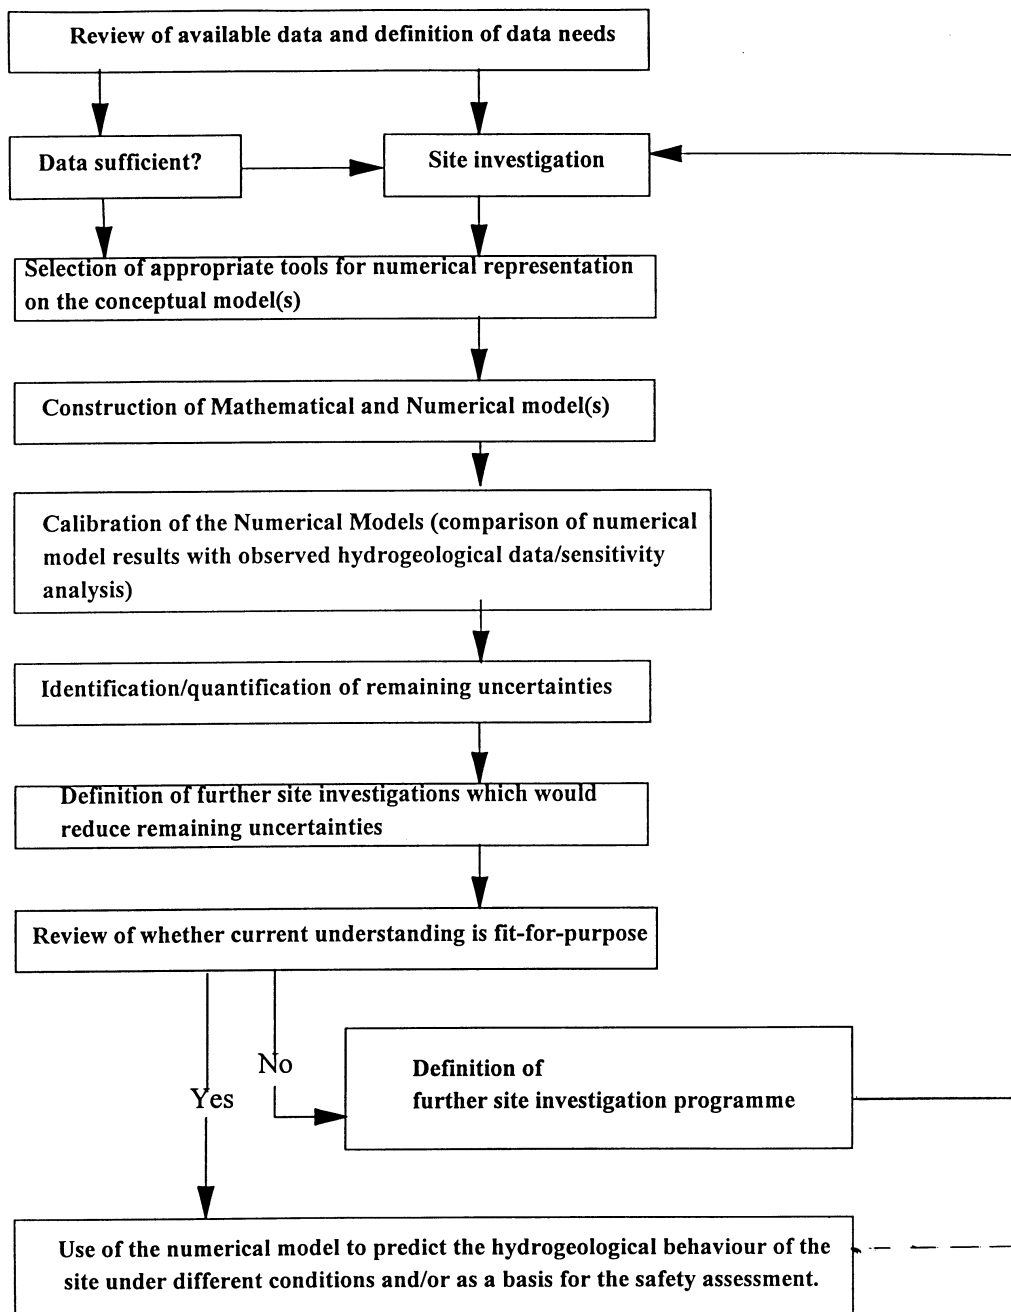 Review of available data and definition of data needs
Data sufficient?
Site investigation
Selection of appropriate tools for numerical representation
on the conceptual model(s)
Construction of Mathematical and Numerical model(s)
Calibration of the Numerical Models (comparison of numerical
model results with observed hydrogeological data/sensitivity
analysis)
Identification/quantification of remaining uncertainties
Definition of further site investigations which would
reduce remaining uncertainties
Review of whether current understanding is fit-for-purpose
No
Yes
Definition of
further site investigation programme
Use of the numerical model to predict the hydrogeological behaviour of the
site under different conditions and/or as a basis for the safety assessment.